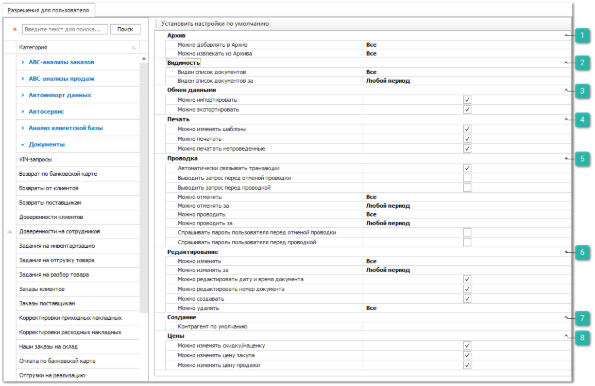 Разрешения для пользователя
Введите текст для поиска...
Поиск
Категория
ABC-анализы заказов
ABC-анализы продаж
Автоимпорт данных
Автосервис
Анализ клиентской базы
Документы
VIN-запросы
Возврат по банковской карте
Возвраты от клиентов
Возвраты поставщикам
Доверенности клиентов
Доверенности на сотрудников
Задания на инвентаризацию
Задания на отгрузку товара
Задания на разбор товара
Заказы клиентов
Заказы поставщикам
Корректировки приходных накладных
Корректировки расходных накладных
Наши заказы на склад
Оплата по банковской карте
Отгрузки на реализацию
Установить настройки по умолчанию
Архив 1
Можно добавлять в Архив Все
Можно извлекать из Архива Все
Видимость 2
Виден список документов Все
Виден список документов за Любой период
Обмен данными 3
Можно импортировать
Можно экспортировать
Печать 4
Можно изменять шаблоны
Можно печатать
Можно печатать непроведенные
Проводка 5
Автоматически связывать транзакции
Выводить запрос перед отменой проводки
Выводить запрос перед проводкой
Можно отменять Все
Можно отменять за Любой период
Можно проводить Все
Можно проводить за Любой период
Спрашивать пароль пользователя перед отменой проводки
Спрашивать пароль пользователя перед проводкой
Редактирование 6
Можно изменять Все
Можно изменять за Любой период
Можно редактировать дату и время документа
Можно редактировать номер документа
Можно создавать
Можно удалять Все
Создание 7
Контрагент по умолчанию
Цены 8
Можно изменять скидку/наценку
Можно изменять цену закупа
Можно изменять цену продажи